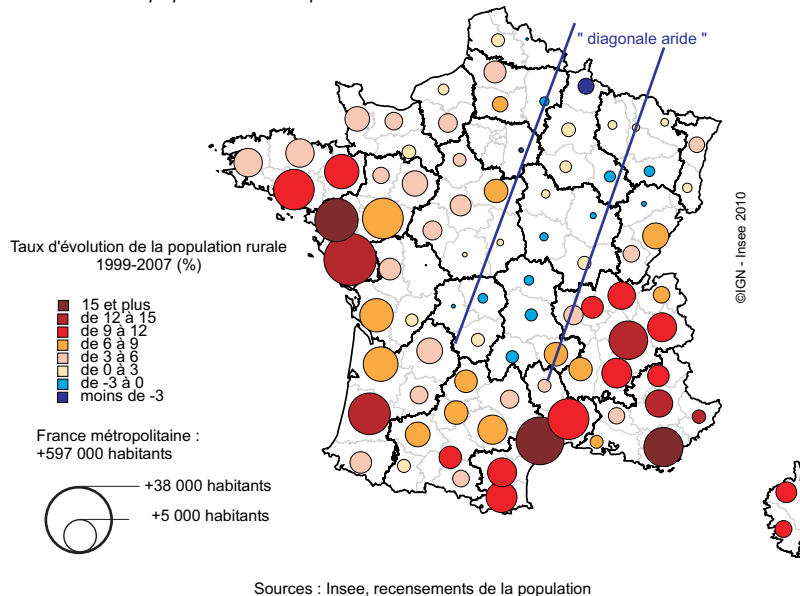 " diagonale aride "
©IGN - Insee 2010
Taux d'évolution de la population rurale
1999-2007 (%)
15 et plus
de 12 à 15
de 9 à 12
de 6 à 9
de 3 à 6
de 0 à 3
de -3 à 0
moins de -3
France métropolitaine :
+597 000 habitants
+38 000 habitants
+5 000 habitants
Sources : Insee, recensements de la population